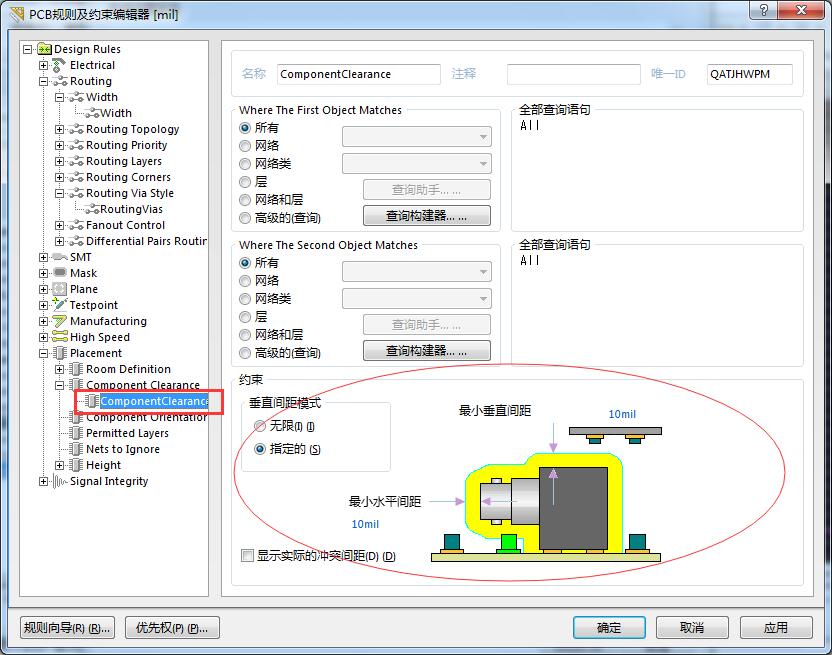 PCB规则及约束编辑器 [mil]
Design Rules
Electrical
Routing
Width
Width
Routing Topology
Routing Priority
Routing Layers
Routing Corners
Routing Via Style
RoutingVias
Fanout Control
Differential Pairs Routin
SMT
Mask
Plane
Testpoint
Manufacturing
High Speed
Placement
Room Definition
Component Clearance
ComponentClearanc
Component Orientation
Permitted Layers
Nets to Ignore
Height
Signal Integrity
名称 ComponentClearance 注释 唯一ID QATJHWPM
Where The First Object Matches
所有
网络
网络类
层
网络和层
高级的(查询)
查询助手... ...
查询构建器... ...
全部查询语句
All
Where The Second Object Matches
所有
网络
网络类
层
网络和层
高级的(查询)
查询助手... ...
查询构建器... ...
全部查询语句
All
约束
垂直间距模式
无限(I) (I)
指定的 (S)
最小垂直间距
10mil
最小水平间距
10mil
显示实际的冲突间距(D) (D)
规则向导(R) (R)...
优先权(P) (P)...
确定
取消
应用